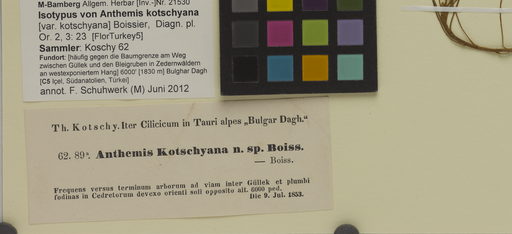 M-Bamberg Allgem. Herbar [Inv.-]Nr. 21530
Isotypus von Anthemis kotschyana
[var. kotschyana] Boissier, Diagn. pl.
Or. 2, 3: 23 [FlorTurkey5]
Sammler: Koschy 62
Fundort: [häufig gegen die Baumgrenze am Weg
zwischen Güllek und den Bleigruben in Zedernwäldern
an westexponiertem Hang] 6000' [1830 m] Bulghar Dagh
[C5 Içel, Südanatolien, Türkei]
annot. F. Schuhwerk (M) Juni 2012
Th. Kotschy. Iter Cilicicum in Tauri alpes „Bulgar Dagh.“
62. 89ª. Anthemis Kotschyana n. sp. Boiss.
— Boiss.
Frequens versus terminum arborum ad viam inter Güllek et plumbi
fodinas in Cedretorum devexo orienti soli opposito alt. 6000 ped.
Die 9. Jul. 1853.